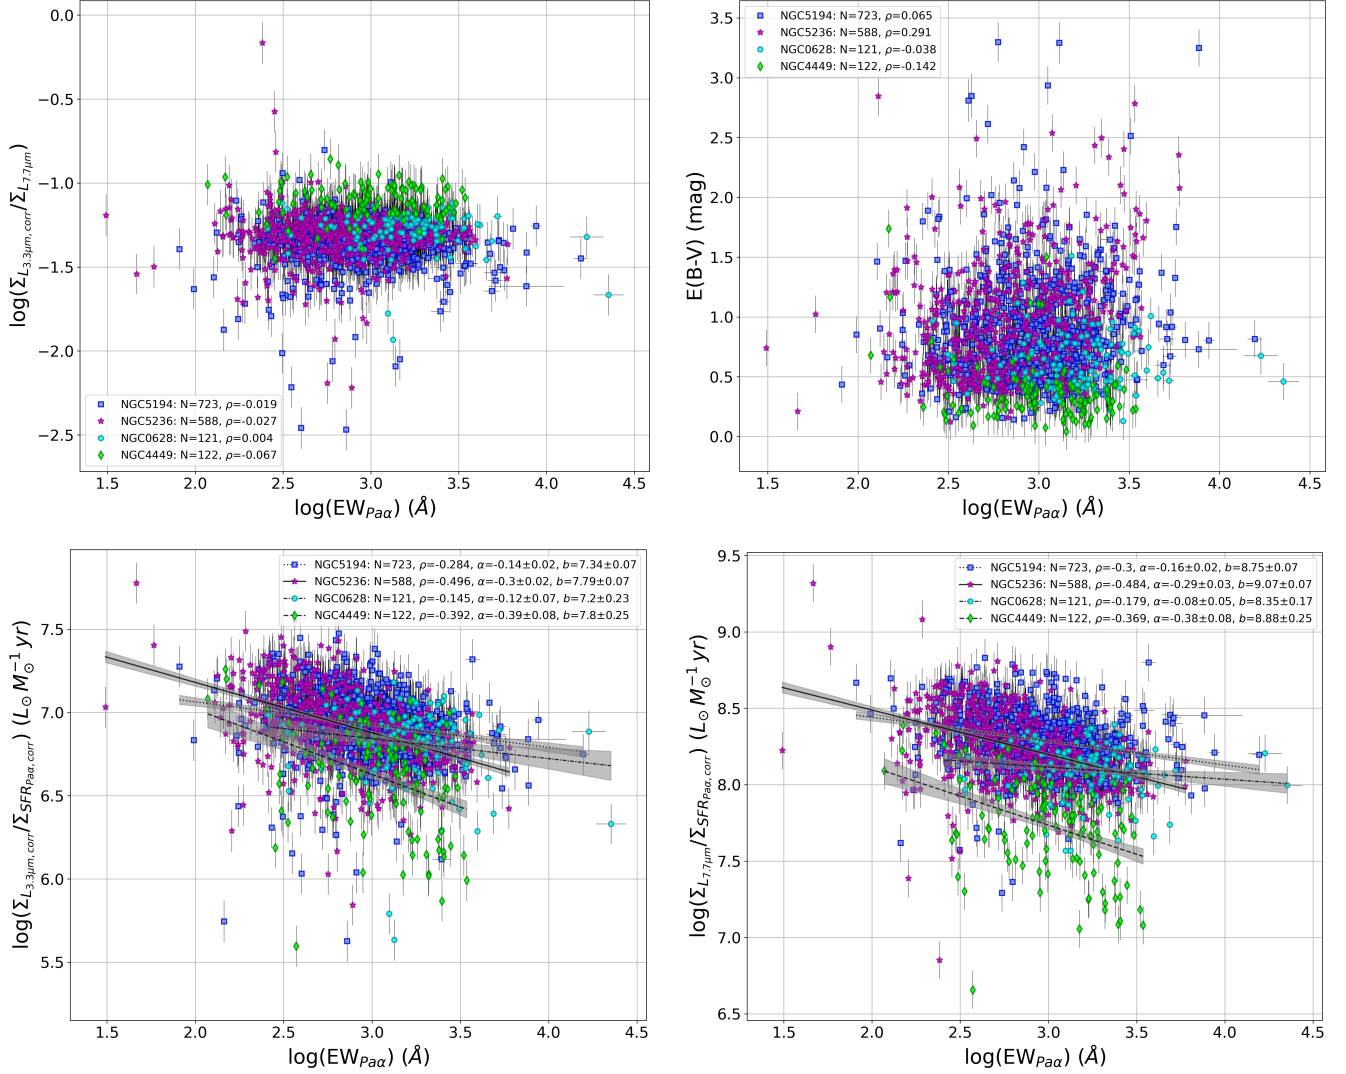 0.0
−0.5
−1.0
−1.5
−2.0
−2.5
log(Σ_{L_{3.3μm,corr}}/Σ_{L_{7.7μm}})
NGC5194: N=723, ρ=-0.019
NGC5236: N=588, ρ=-0.027
NGC0628: N=121, ρ=0.004
NGC4449: N=122, ρ=-0.067
1.5 2.0 2.5 3.0 3.5 4.0 4.5
log(EW_{Paα}) (Å)
NGC5194: N=723, ρ=0.065
NGC5236: N=588, ρ=0.291
NGC0628: N=121, ρ=-0.038
NGC4449: N=122, ρ=-0.142
3.5
3.0
2.5
2.0
1.5
1.0
0.5
0.0
E(B-V) (mag)
1.5 2.0 2.5 3.0 3.5 4.0 4.5
log(EW_{Paα}) (Å)
NGC5194: N=723, ρ=-0.284, α=-0.14±0.02, b=7.34±0.07
NGC5236: N=588, ρ=-0.496, α=-0.3±0.02, b=7.79±0.07
NGC0628: N=121, ρ=-0.145, α=-0.12±0.07, b=7.2±0.23
NGC4449: N=122, ρ=-0.392, α=-0.39±0.08, b=7.8±0.25
7.5
7.0
6.5
6.0
5.5
log(Σ_{L_{3.3μm,corr}}/Σ_{SFR_{Paα,corr}}) (L_⊙ M_⊙^{−1} yr)
1.5 2.0 2.5 3.0 3.5 4.0 4.5
log(EW_{Paα}) (Å)
NGC5194: N=723, ρ=-0.3, α=-0.16±0.02, b=8.75±0.07
NGC5236: N=588, ρ=-0.484, α=-0.29±0.03, b=9.07±0.07
NGC0628: N=121, ρ=-0.179, α=-0.08±0.05, b=8.35±0.17
NGC4449: N=122, ρ=-0.369, α=-0.38±0.08, b=8.88±0.25
9.5
9.0
8.5
8.0
7.5
7.0
6.5
log(Σ_{L_{7.7μm}}/Σ_{SFR_{Paα,corr}}) (L_⊙ M_⊙^{−1} yr)
1.5 2.0 2.5 3.0 3.5 4.0 4.5
log(EW_{Paα}) (Å)